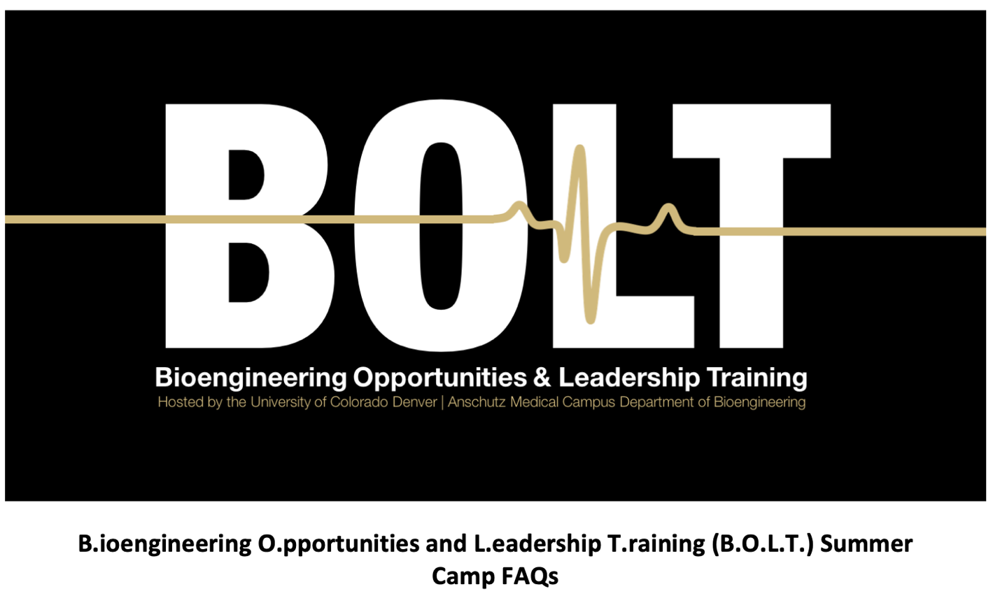 BOLT
Bioengineering Opportunities & Leadership Training
Hosted by the University of Colorado Denver | Anschutz Medical Campus Department of Bioengineering
B.ioengineering O.pportunities and L.eadership T.raining (B.O.L.T.) Summer
Camp FAQs